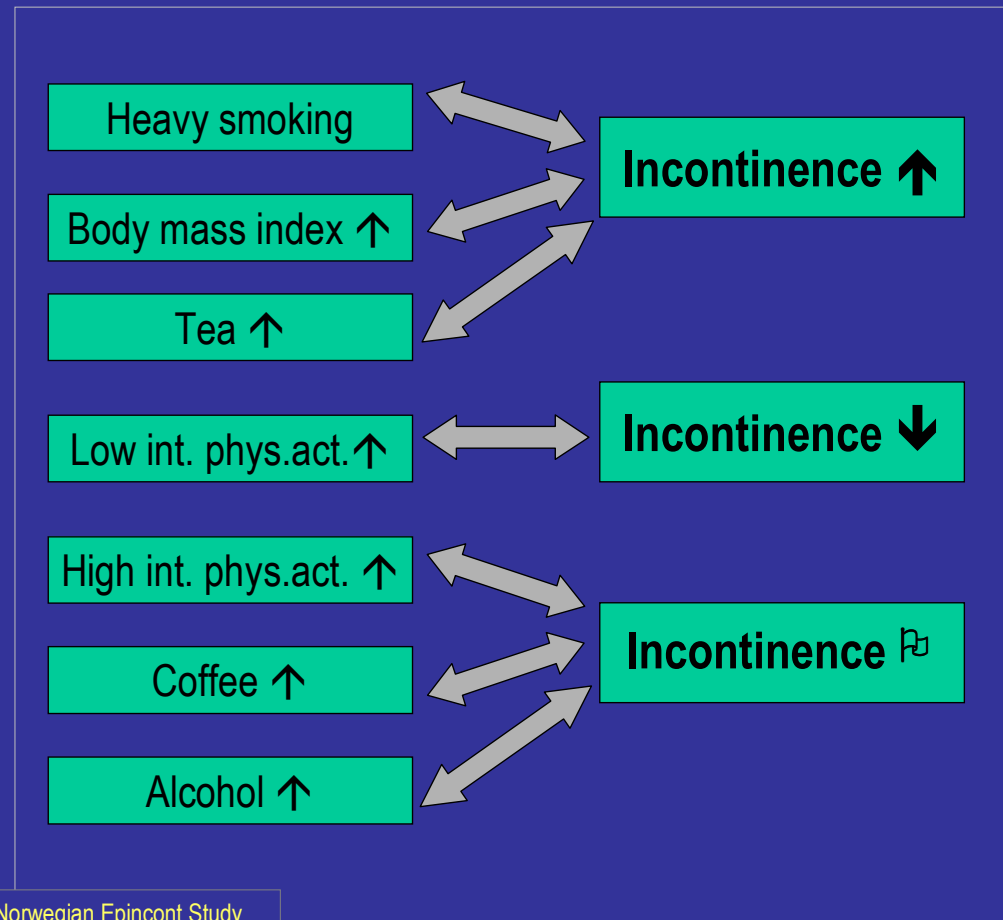 Heavy smoking
Body mass index ↑
Tea ↑
Low int. phys.act.↑
High int. phys.act. ↑
Coffee ↑
Alcohol ↑
Incontinence ↑
Incontinence ↓
Incontinence ⚐
Norwegian Epincont Study